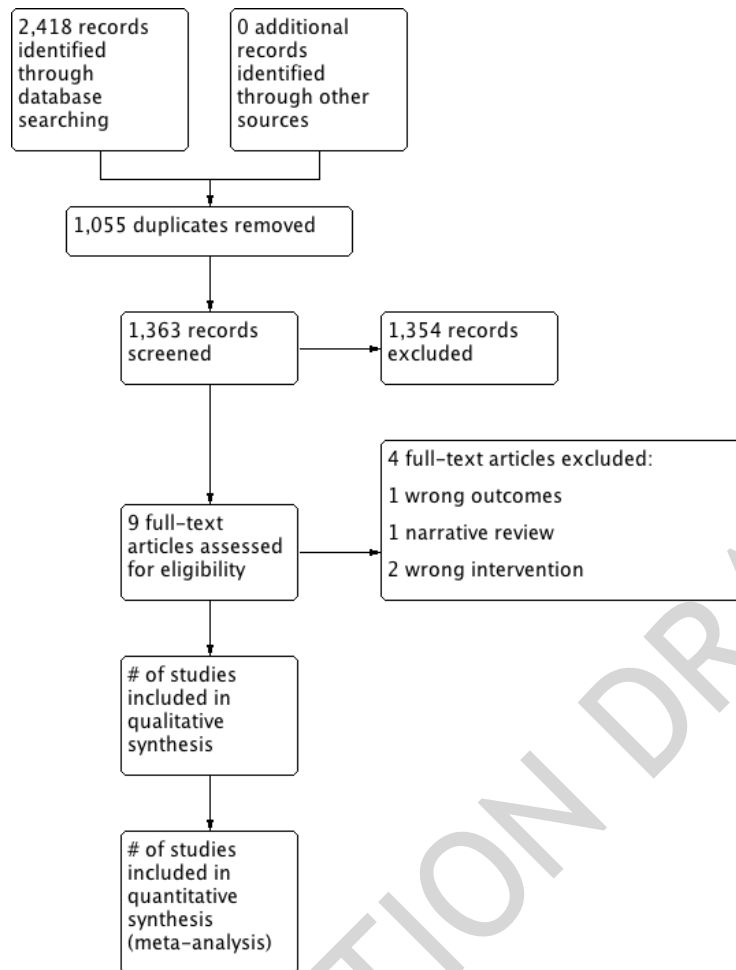 2,418 records
identified
through
database
searching
0 additional
records
identified
through other
sources
1,055 duplicates removed
1,363 records
screened
1,354 records
excluded
9 full-text
articles assessed
for eligibility
4 full-text articles excluded:
1 wrong outcomes
1 narrative review
2 wrong intervention
# of studies
included in
qualitative
synthesis
# of studies
included in
quantitative
synthesis
(meta-analysis)